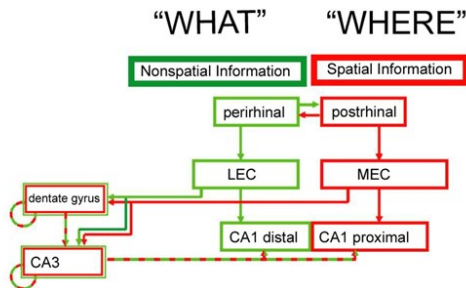 “WHAT” “WHERE”
Nonspatial Information Spatial Information
perirhinal postrhinal
LEC MEC
dentate gyrus
CA1 distal CA1 proximal
CA3